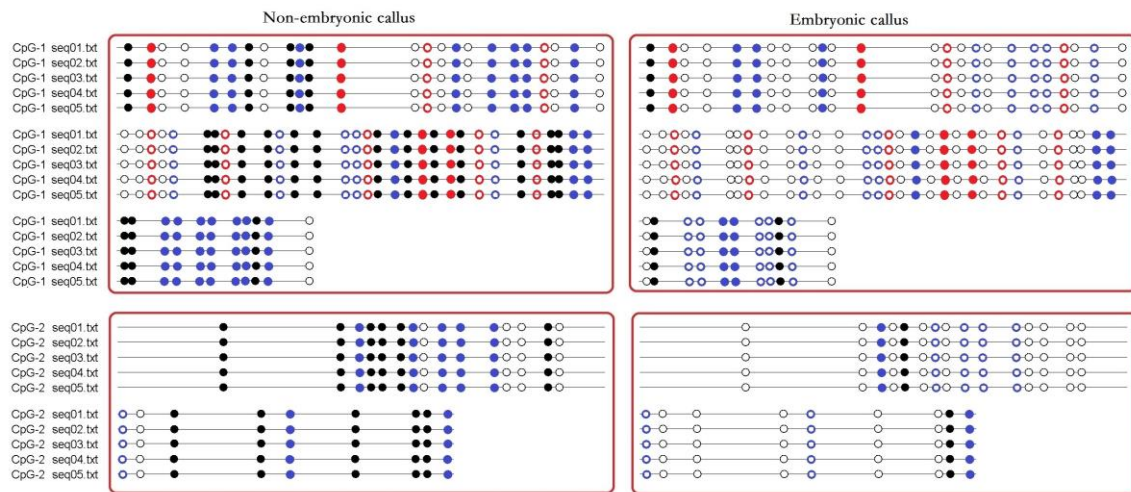 Non-embryonic callus Embryonic callus
CpG-1 seq01.txt
CpG-1 seq02.txt
CpG-1 seq03.txt
CpG-1 seq04.txt
CpG-1 seq05.txt
CpG-1 seq01.txt
CpG-1 seq02.txt
CpG-1 seq03.txt
CpG-1 seq04.txt
CpG-1 seq05.txt
CpG-1 seq01.txt
CpG-1 seq02.txt
CpG-1 seq03.txt
CpG-1 seq04.txt
CpG-1 seq05.txt
CpG-2 seq01.txt
CpG-2 seq02.txt
CpG-2 seq03.txt
CpG-2 seq04.txt
CpG-2 seq05.txt
CpG-2 seq01.txt
CpG-2 seq02.txt
CpG-2 seq03.txt
CpG-2 seq04.txt
CpG-2 seq05.txt